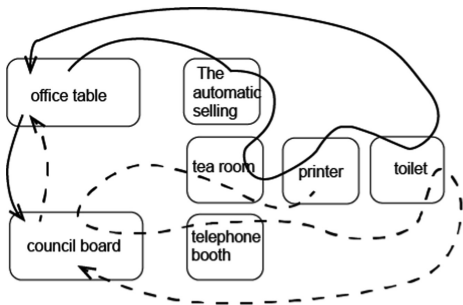 office table
The
automatic
selling
tea room
printer
toilet
council board
telephone
booth